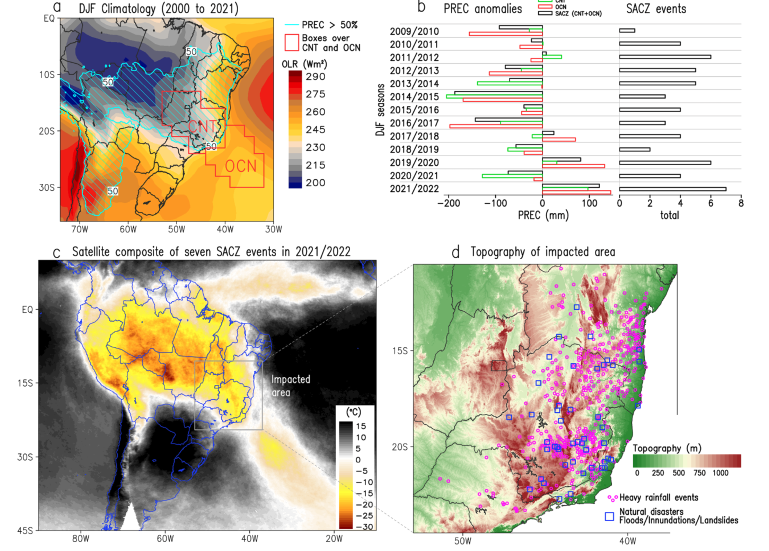 a DJF Climatology (2000 to 2021)
PREC > 50%
Boxes over
CNT and OCN
OLR (Wm²)
290
275
260
245
230
215
200
50
50
50
50
CNT
OCN
EQ
10S
20S
30S
70W 60W 50W 40W 30W
b PREC anomalies SACZ events
CNT
OCN
SACZ (CNT+OCN)
DJF seasons
2009/2010
2010/2011
2011/2012
2012/2013
2013/2014
2014/2015
2015/2016
2016/2017
2017/2018
2018/2019
2019/2020
2020/2021
2021/2022
−200 −100 0 100 0 2 4 6 8
PREC (mm) total
c Satellite composite of seven SACZ events in 2021/2022
EQ
15S
30S
45S
80W 60W 40W 20W
Impacted
area
(°C)
15
10
5
0
−5
−10
−15
−20
−25
−30
d Topography of impacted area
15S
20S
50W 40W
Topography (m)
0 250 500 750 1000
Heavy rainfall events
Natural disasters
Floods/Innundations/Landslides